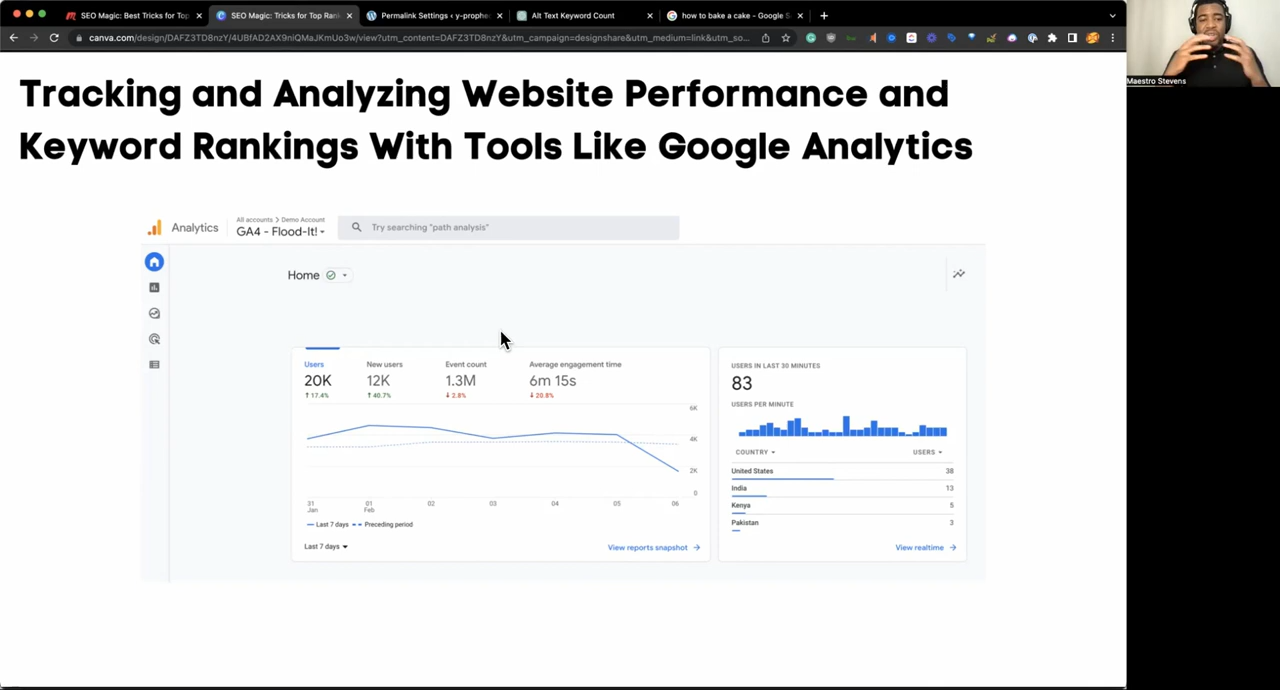 SEO Magic: Best Tricks for Top
SEO Magic: Tricks for Top Ran
Permalink Settings ‹ y-prophe
Alt Text Keyword Count
how to bake a cake - Google S
canva.com/design/DAFZ3TD8nzY/4UBfAD2AX9niQMaJKmUo3w/view?utm_content=DAFZ3TD8nzY&utm_campaign=designshare&utm_medium=link&utm_so...
Maestro Stevens
Tracking and Analyzing Website Performance and
Keyword Rankings With Tools Like Google Analytics
Analytics
All accounts > Demo Account
GA4 - Flood-It!
Try searching "path analysis"
Home
Users
New users
Event count
Average engagement time
20K
12K
1.3M
6m 15s
↑ 17.4%
↑ 40.7%
↓ 2.8%
↓ 20.8%
6K
4K
2K
0
31
Jan
01
Feb
02
03
04
05
06
Last 7 days
Preceding period
Last 7 days
View reports snapshot
USERS IN LAST 30 MINUTES
83
USERS PER MINUTE
COUNTRY
USERS
United States
38
India
13
Kenya
5
Pakistan
3
View realtime